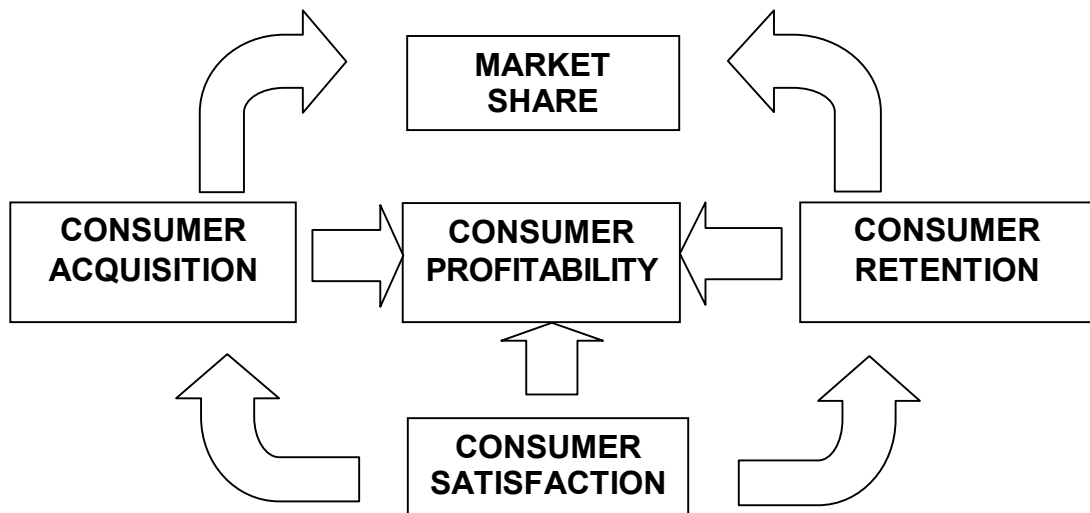 MARKET
SHARE
CONSUMER
ACQUISITION
CONSUMER
PROFITABILITY
CONSUMER
RETENTION
CONSUMER
SATISFACTION